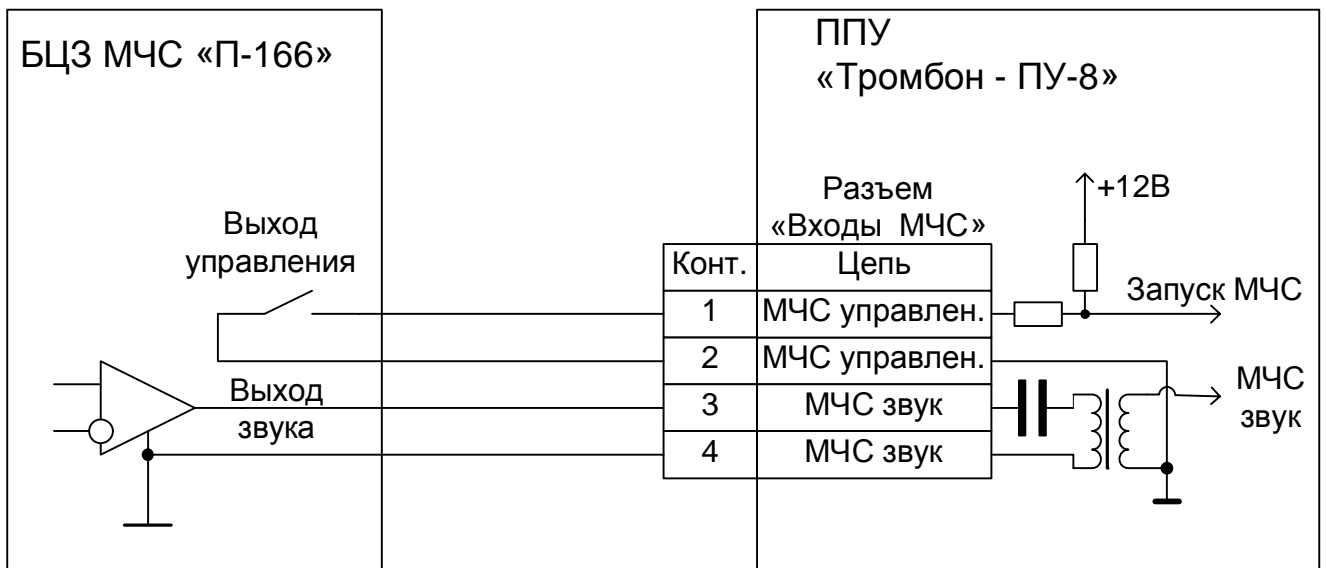 БЦЗ МЧС «П-166»
ППУ
«Тромбон - ПУ-8»
Выход
управления
Выход
звука
Разъем
«Входы МЧС»
Конт. Цепь
1 МЧС управлен.
2 МЧС управлен.
3 МЧС звук
4 МЧС звук
+12В
Запуск МЧС
МЧС
звук